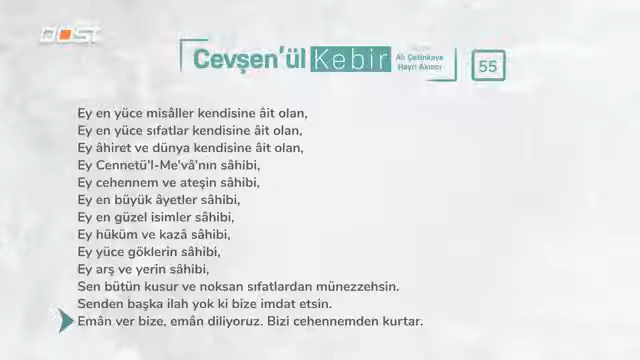 DOST
Cevşen'ül Kebir
Ali Çetinkaya
Hayri Akıncı
55
Ey en yüce misâller kendisine âit olan,
Ey en yüce sıfatlar kendisine âit olan,
Ey âhiret ve dünya kendisine âit olan,
Ey Cennetü'l-Me'vâ'nın sâhibi,
Ey cehennem ve ateşin sâhibi,
Ey en büyük âyetler sâhibi,
Ey en güzel isimler sâhibi,
Ey hüküm ve kazâ sâhibi,
Ey yüce göklerin sâhibi,
Ey arş ve yerin sâhibi,
Sen bütün kusur ve noksan sıfatlardan münezzehsin.
Senden başka ilah yok ki bize imdat etsin.
Emân ver bize, emân diliyoruz. Bizi cehennemden kurtar.